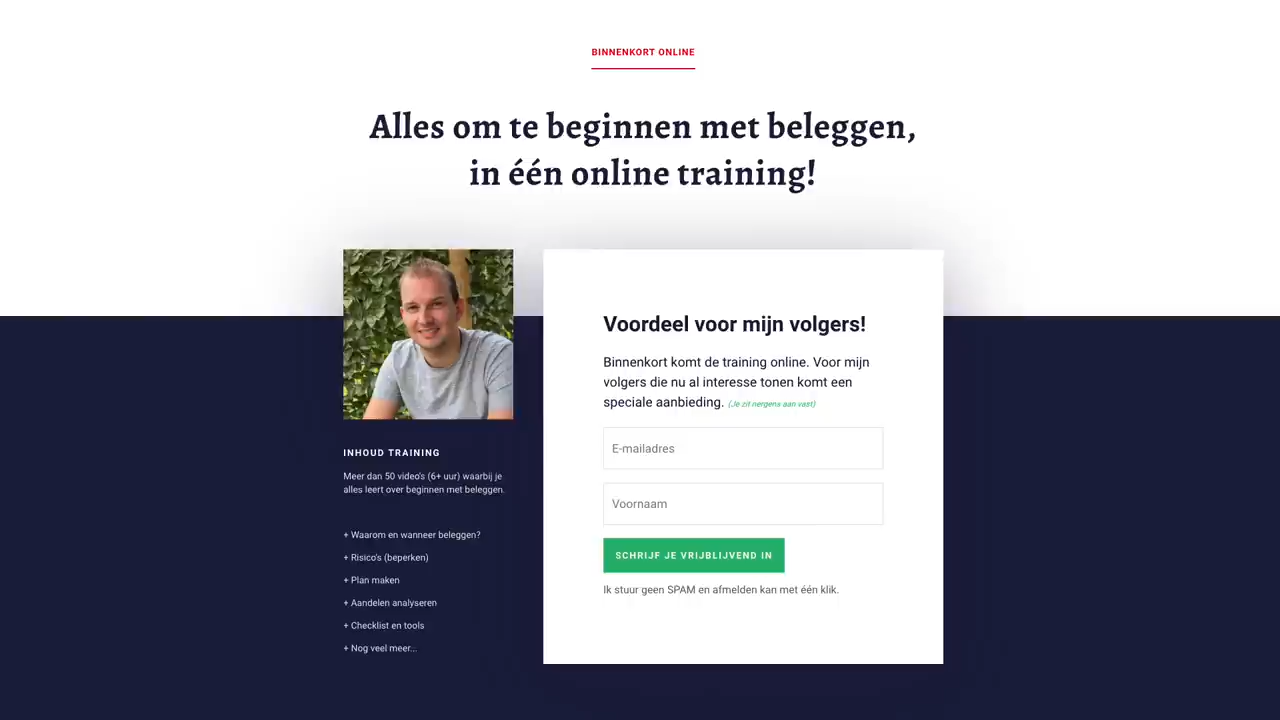 BINNENKORT ONLINE
Alles om te beginnen met beleggen,
in één online training!
INHOUD TRAINING
Meer dan 50 video's (6+ uur) waarbij je
alles leert over beginnen met beleggen.
+ Waarom en wanneer beleggen?
+ Risico's (beperken)
+ Plan maken
+ Aandelen analyseren
+ Checklist en tools
+ Nog veel meer...
Voordeel voor mijn volgers!
Binnenkort komt de training online. Voor mijn
volgers die nu al interesse tonen komt een
speciale aanbieding. (Je zit nergens aan vast)
E-mailadres
Voornaam
SCHRIJF JE VRIJBLIJVEND IN
Ik stuur geen SPAM en afmelden kan met één klik.